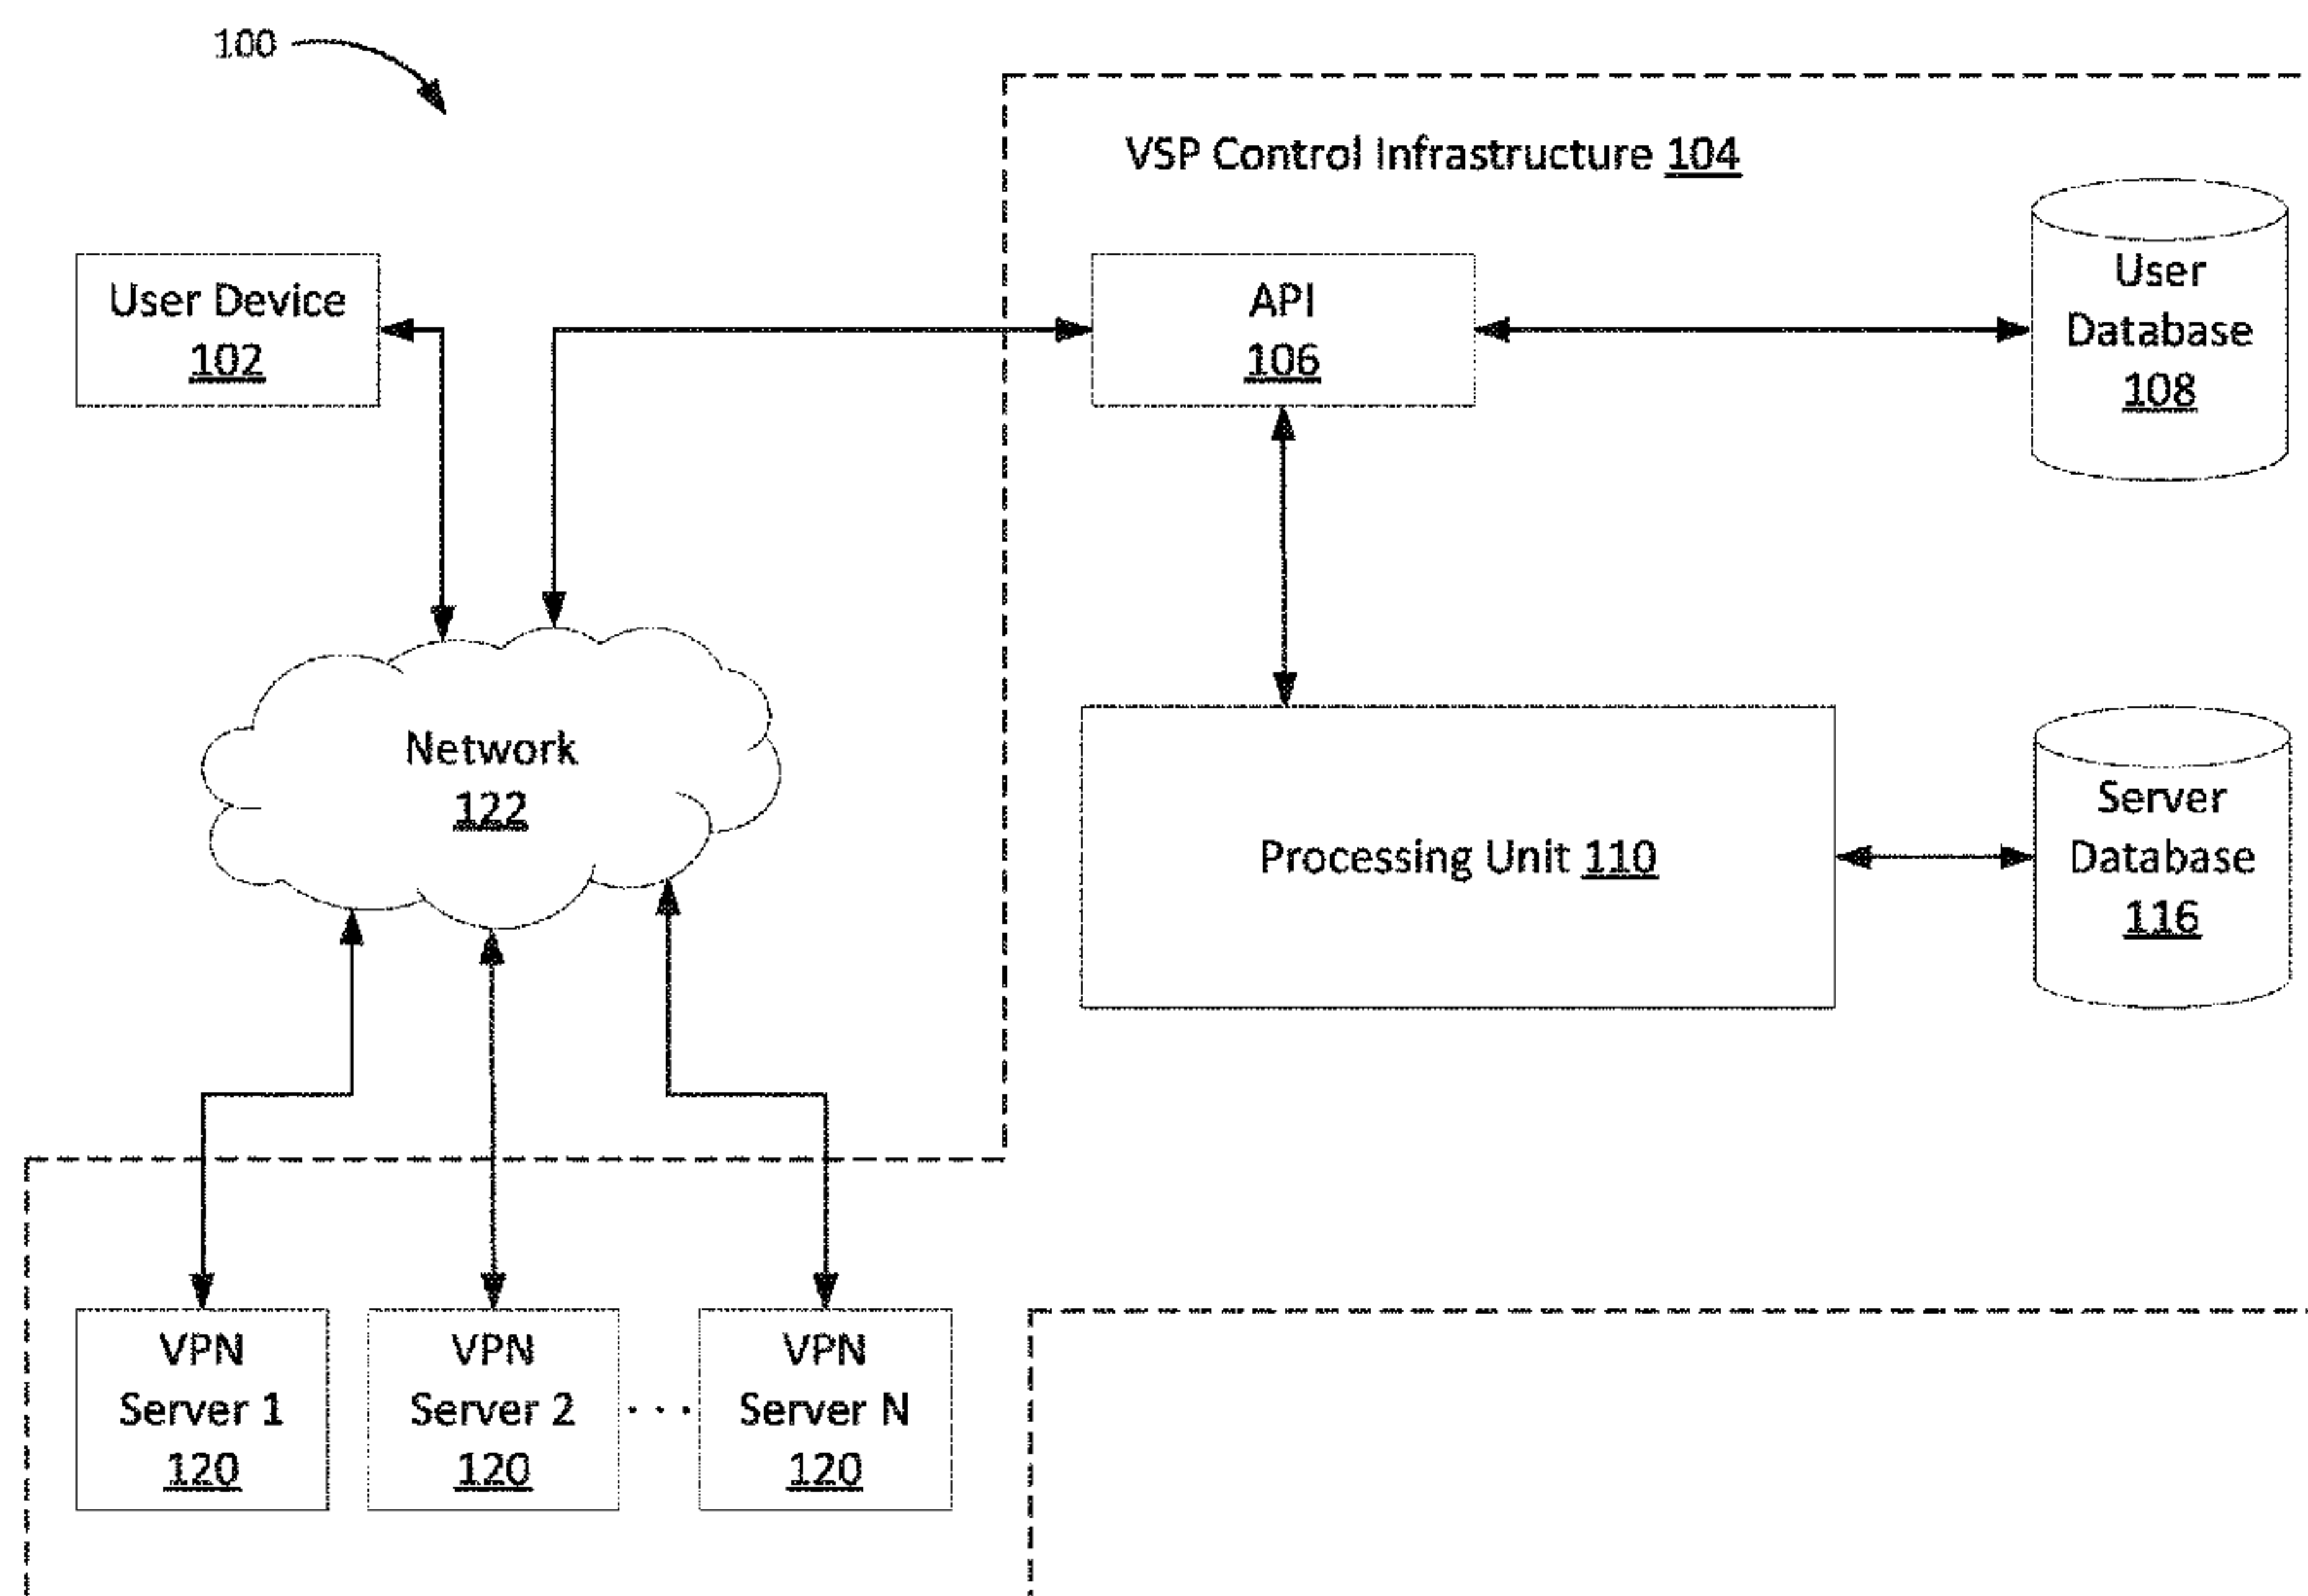 100
VSP Control Infrastructure 104
User Device
102
API
106
User
Database
108
Network
122
Processing Unit 110
Server
Database
116
VPN
Server 1
120
VPN
Server 2
120
. . .
VPN
Server N
120